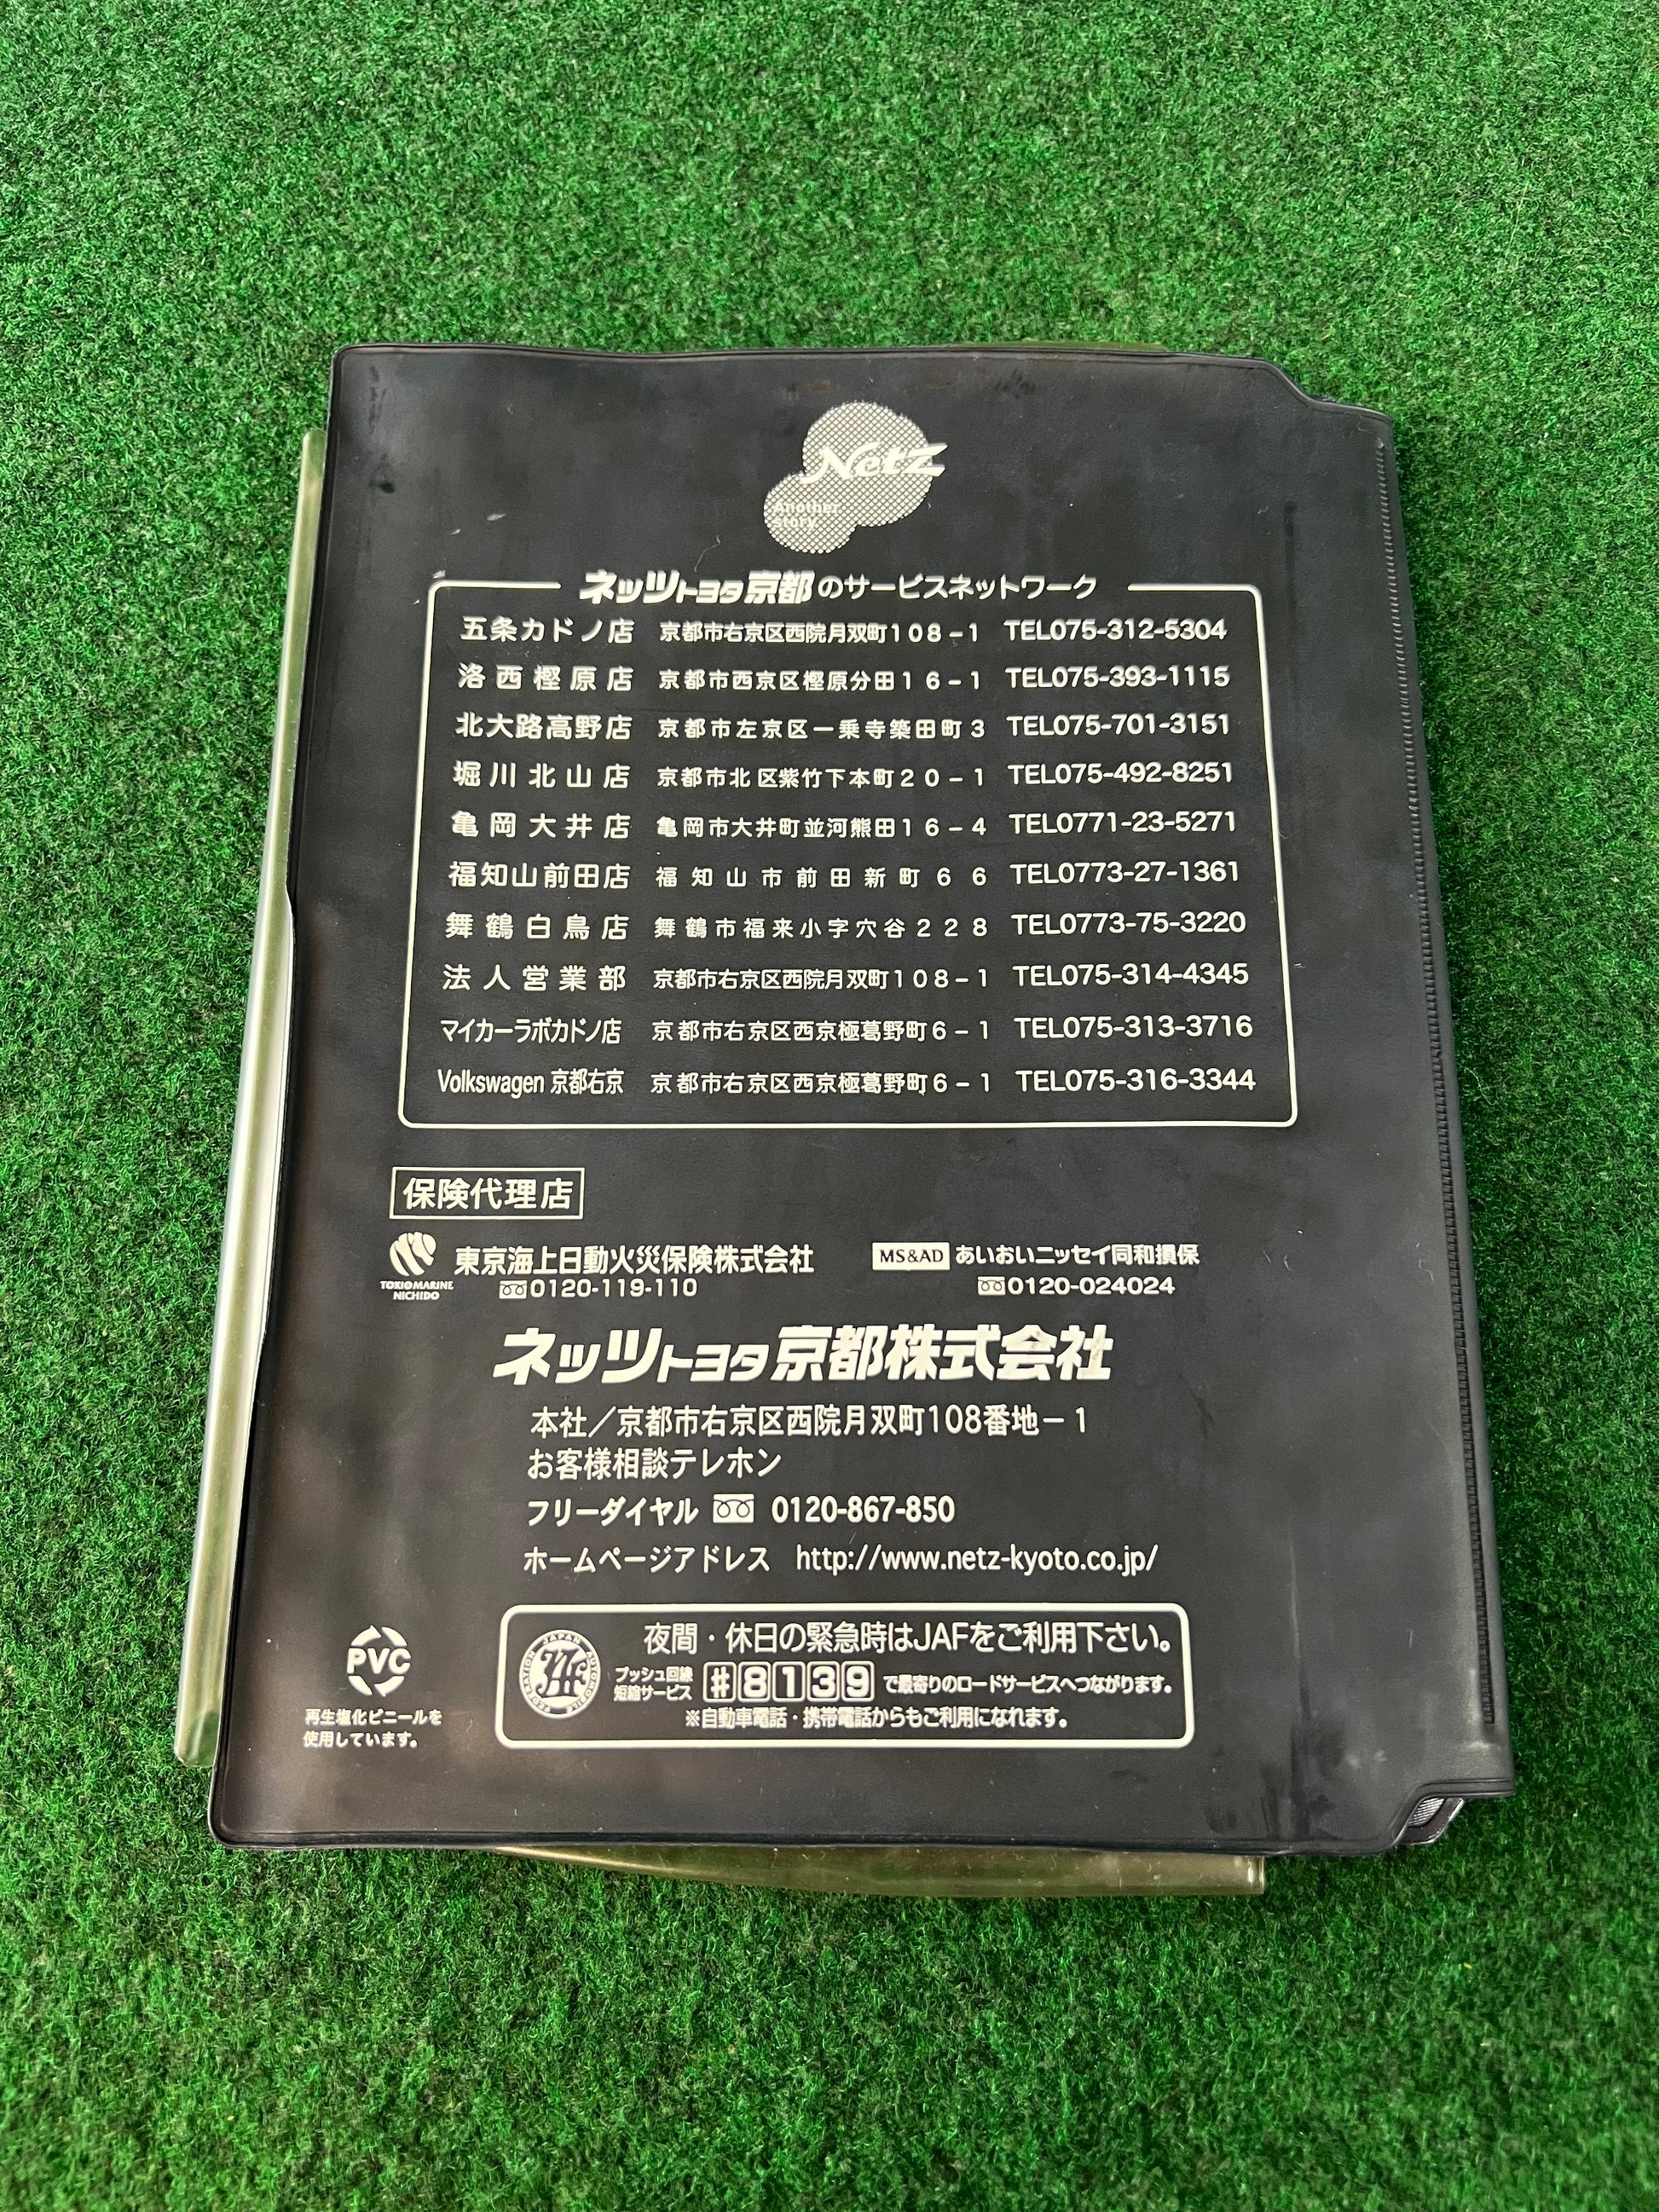 Netz
Another
story
ネッツトヨタ京都のサービスネットワーク
五条カドノ店 京都市右京区西院月双町108−1 TEL075-312-5304
洛西樫原店 京都市西京区樫原分田16−1 TEL075-393-1115
北大路高野店 京都市左京区一乗寺築田町3 TEL075-701-3151
堀川北山店 京都市北区紫竹下本町20−1 TEL075-492-8251
亀岡大井店 亀岡市大井町並河熊田16−4 TEL0771-23-5271
福知山前田店 福知山市前田新町66 TEL0773-27-1361
舞鶴白鳥店 舞鶴市福来小字穴谷228 TEL0773-75-3220
法人営業部 京都市右京区西院月双町108−1 TEL075-314-4345
マイカーラボカドノ店 京都市右京区西京極葛野町6−1 TEL075-313-3716
Volkswagen 京都右京 京都市右京区西京極葛野町6−1 TEL075-316-3344
保険代理店
TOKIO MARINE
NICHIDO
東京海上日動火災保険株式会社
0120-119-110
MS&AD あいおいニッセイ同和損保
0120-024024
ネッツトヨタ京都株式会社
本社／京都市右京区西院月双町108番地−1
お客様相談テレホン
フリーダイヤル 0120-867-850
ホームページアドレス http://www.netz-kyoto.co.jp/
PVC
再生塩化ビニールを
使用しています。
JAPAN AUTOMOBILE FEDERATION
JAF
夜間・休日の緊急時はJAFをご利用下さい。
プッシュ回線
短縮サービス
#8139で最寄りのロードサービスへつながります。
※自動車電話・携帯電話からもご利用になれます。